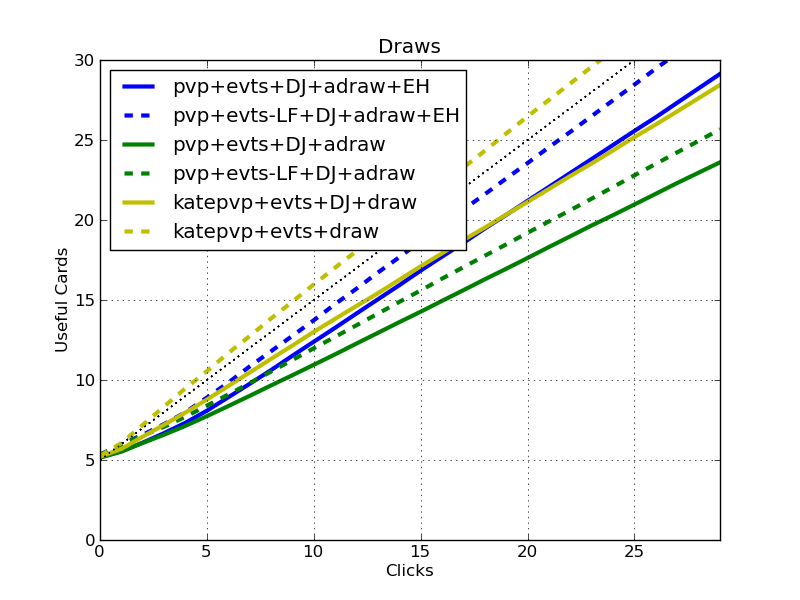 Draws
30
25
20
15
10
5
0
Useful Cards
pvp+evts+DJ+adraw+EH
pvp+evts-LF+DJ+adraw+EH
pvp+evts+DJ+adraw
pvp+evts-LF+DJ+adraw
katepvp+evts+DJ+draw
katepvp+evts+draw
0 5 10 15 20 25
Clicks